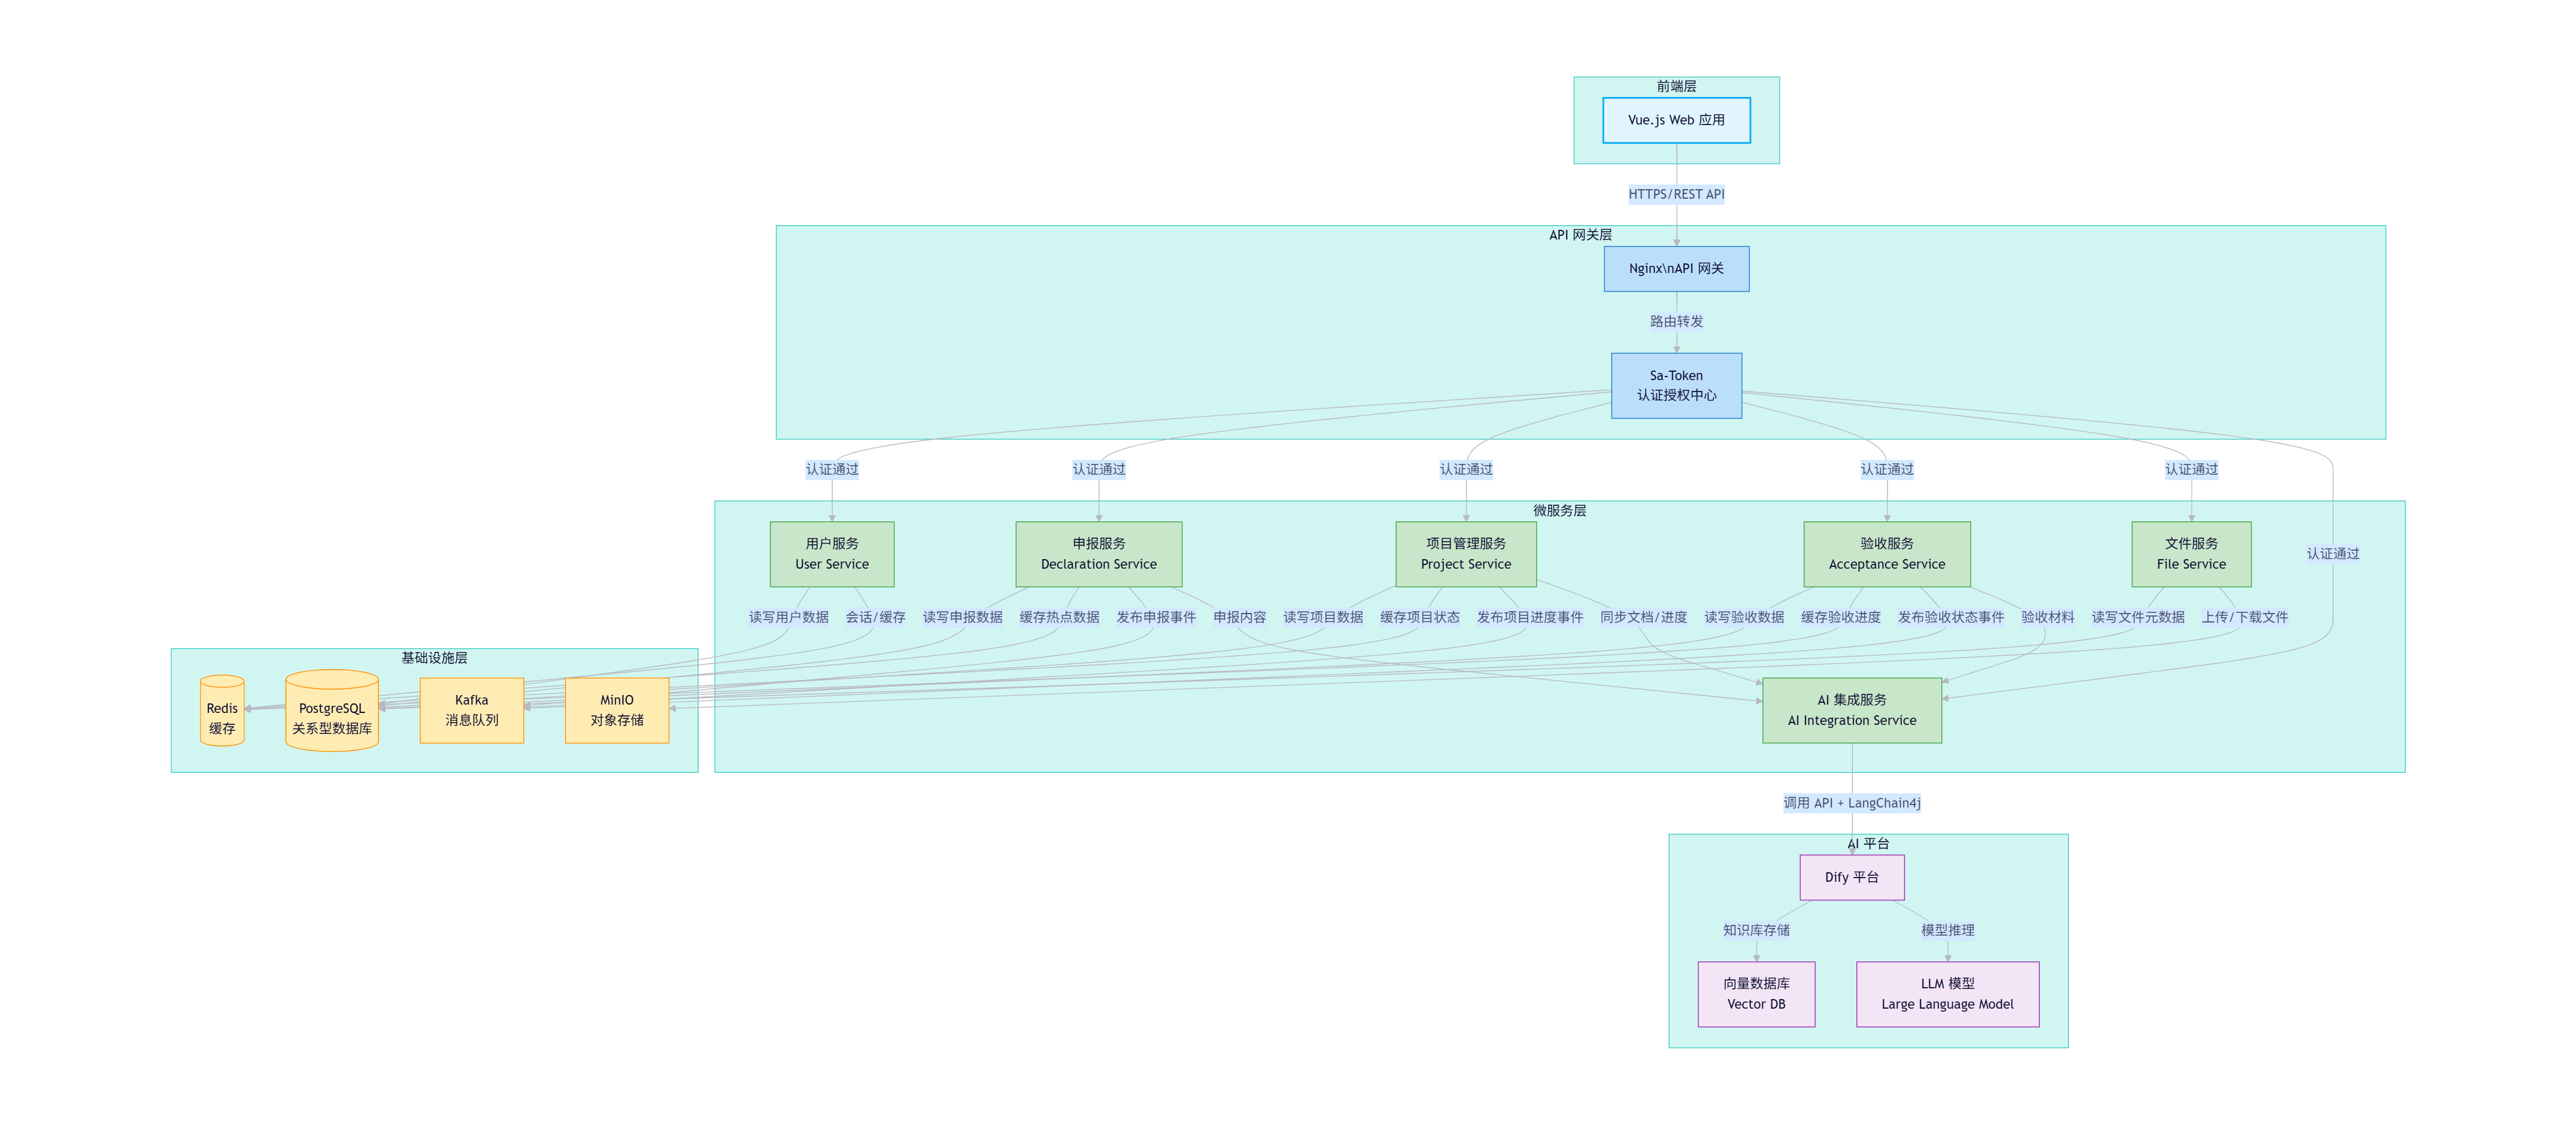 前端层
Vue.js Web 应用
HTTPS/REST API
API 网关层
Nginx\nAPI 网关
路由转发
Sa-Token
认证授权中心
认证通过
认证通过
认证通过
认证通过
认证通过
认证通过
微服务层
用户服务
User Service
申报服务
Declaration Service
项目管理服务
Project Service
验收服务
Acceptance Service
文件服务
File Service
读写用户数据
会话/缓存
读写申报数据
缓存热点数据
发布申报事件
申报内容
读写项目数据
缓存项目状态
发布项目进度事件
同步文档/进度
读写验收数据
缓存验收进度
发布验收状态事件
验收材料
读写文件元数据
上传/下载文件
基础设施层
Redis
缓存
PostgreSQL
关系型数据库
Kafka
消息队列
MinIO
对象存储
AI 集成服务
AI Integration Service
调用 API + LangChain4j
AI 平台
Dify 平台
知识库存储
模型推理
向量数据库
Vector DB
LLM 模型
Large Language Model